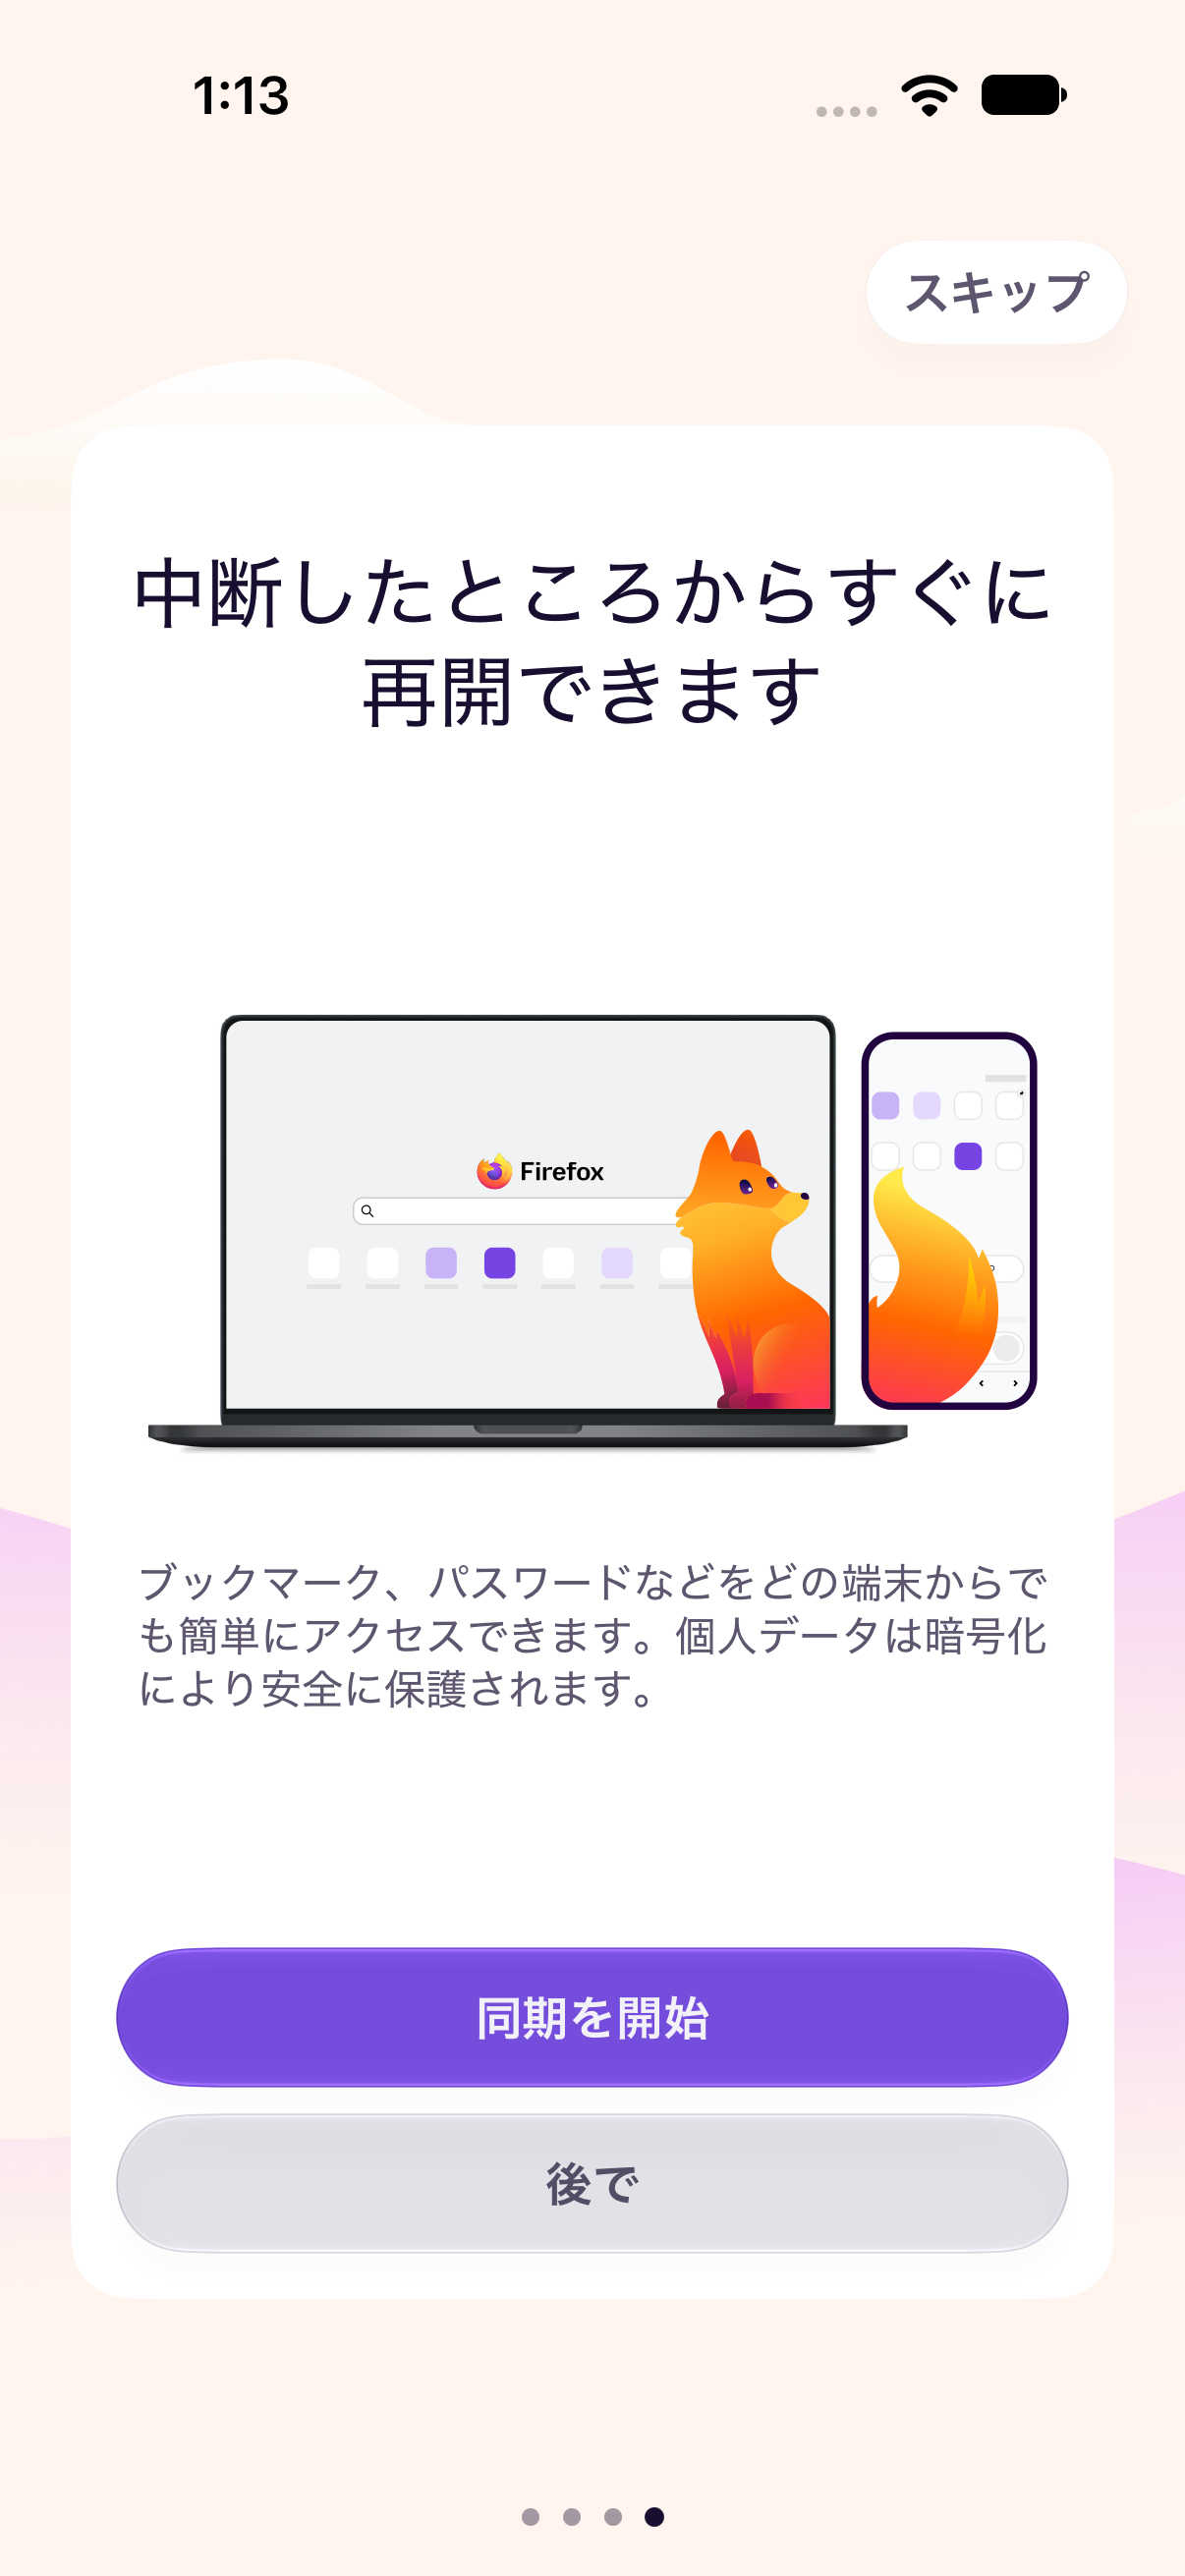 1:13
スキップ
中断したところからすぐに
再開できます
Firefox
ブックマーク、パスワードなどをどの端末からで
も簡単にアクセスできます。個人データは暗号化
により安全に保護されます。
同期を開始
後で